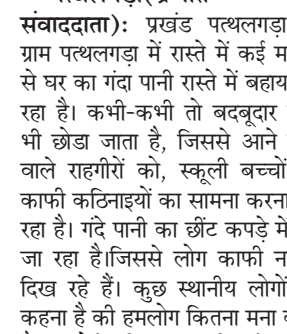 संवाददाता): प्रखंड पत्थलगड़ा
ग्राम पत्थलगड़ा में रास्ते में कई म
से घर का गंदा पानी रास्ते में बहाय
रहा है। कभी-कभी तो बदबूदार
भी छोडा जाता है, जिससे आने
वाले राहगीरों को, स्कूली बच्चों
काफी कठिनाइयों का सामना करना
रहा है। गंदे पानी का छींट कपड़े में
जा रहा है।जिससे लोग काफी न
दिख रहे हैं। कुछ स्थानीय लोगों
कहना है की हमलोग कितना मना